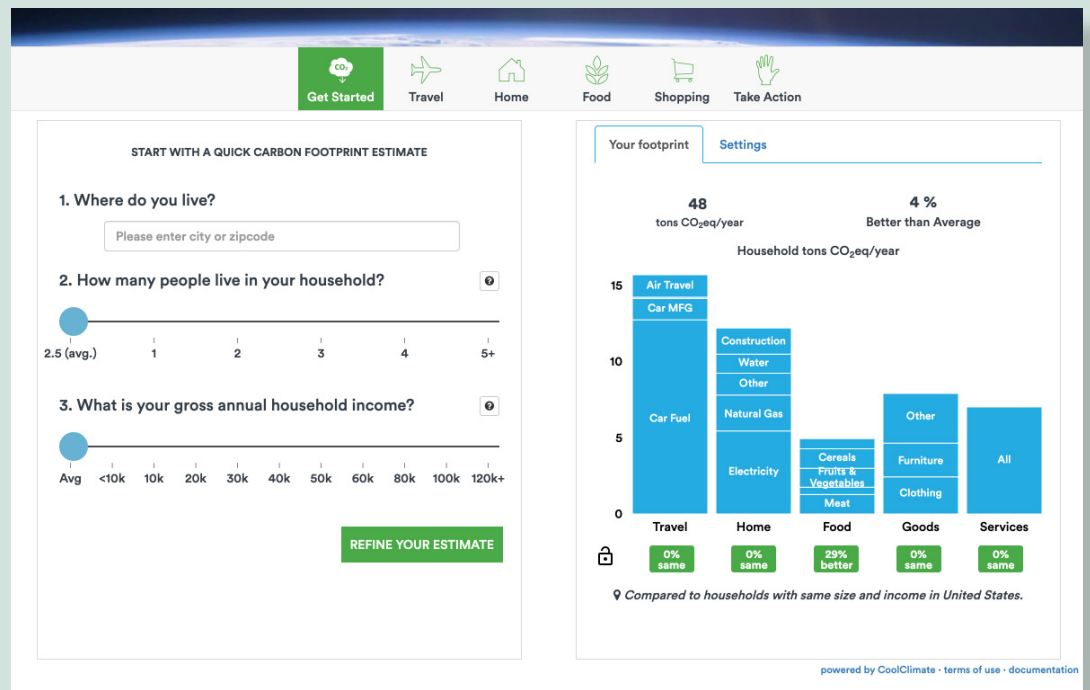 CO₂
Get Started
Travel
Home
Food
Shopping
Take Action
START WITH A QUICK CARBON FOOTPRINT ESTIMATE
1. Where do you live?
Please enter city or zipcode
2. How many people live in your household?
?
2.5 (avg.) 1 2 3 4 5+
3. What is your gross annual household income?
?
Avg <10k 10k 20k 30k 40k 50k 60k 80k 100k 120k+
REFINE YOUR ESTIMATE
Your footprint
Settings
48
tons CO₂eq/year
4 %
Better than Average
Household tons CO₂eq/year
15
10
5
0
Air Travel
Car MFG
Car Fuel
Construction
Water
Other
Natural Gas
Electricity
Cereals
Fruits &
Vegetables
Meat
Other
Furniture
Clothing
All
Travel Home Food Goods Services
0%
same
0%
same
29%
better
0%
same
0%
same
Compared to households with same size and income in United States.
powered by CoolClimate · terms of use · documentation